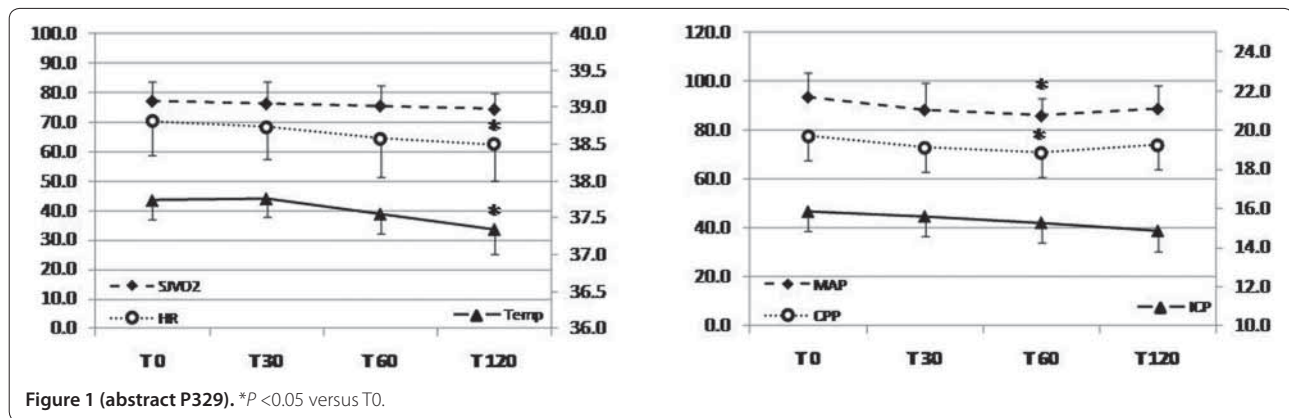 100.0 40.0
90.0 39.5
80.0 39.0
70.0 38.5
60.0 38.0
50.0 37.5
40.0 37.0
30.0 36.5
20.0 36.0
10.0
0.0
*
*
SJVO2
HR
Temp
T0 T30 T60 T120
120.0 24.0
100.0 22.0
80.0 20.0
60.0 18.0
40.0 16.0
20.0 14.0
0.0 12.0
10.0
*
*
MAP
CPP
ICP
T0 T30 T60 T120
Figure 1 (abstract P329). *P <0.05 versus T0.